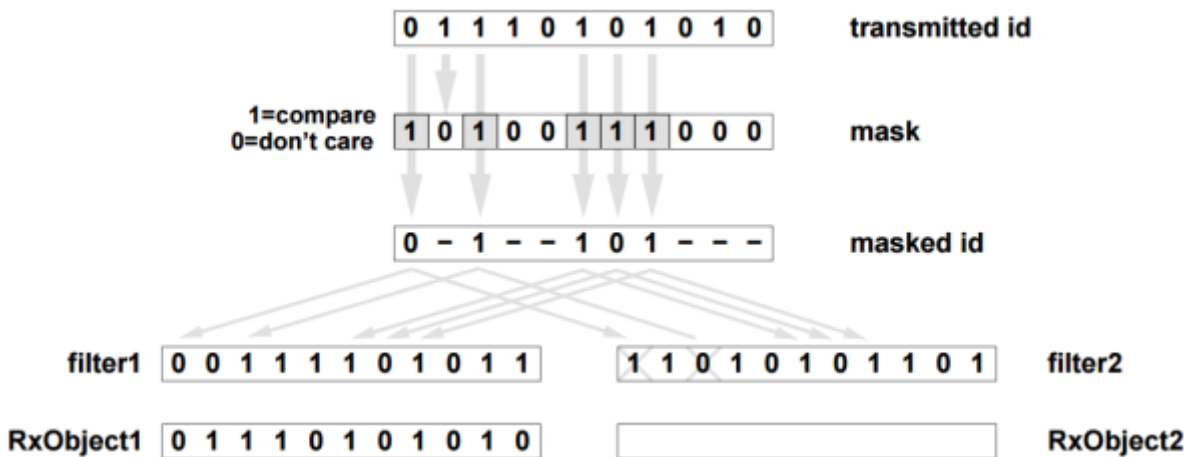 0 1 1 1 0 1 0 1 0 1 0 transmitted id
1=compare
0=don't care
1 0 1 0 0 1 1 1 0 0 0 mask
0 – 1 – – 1 0 1 – – – masked id
filter1 0 0 1 1 1 1 0 1 0 1 1 1 1 0 1 0 1 0 1 1 0 1 filter2
RxObject1 0 1 1 1 0 1 0 1 0 1 0 RxObject2